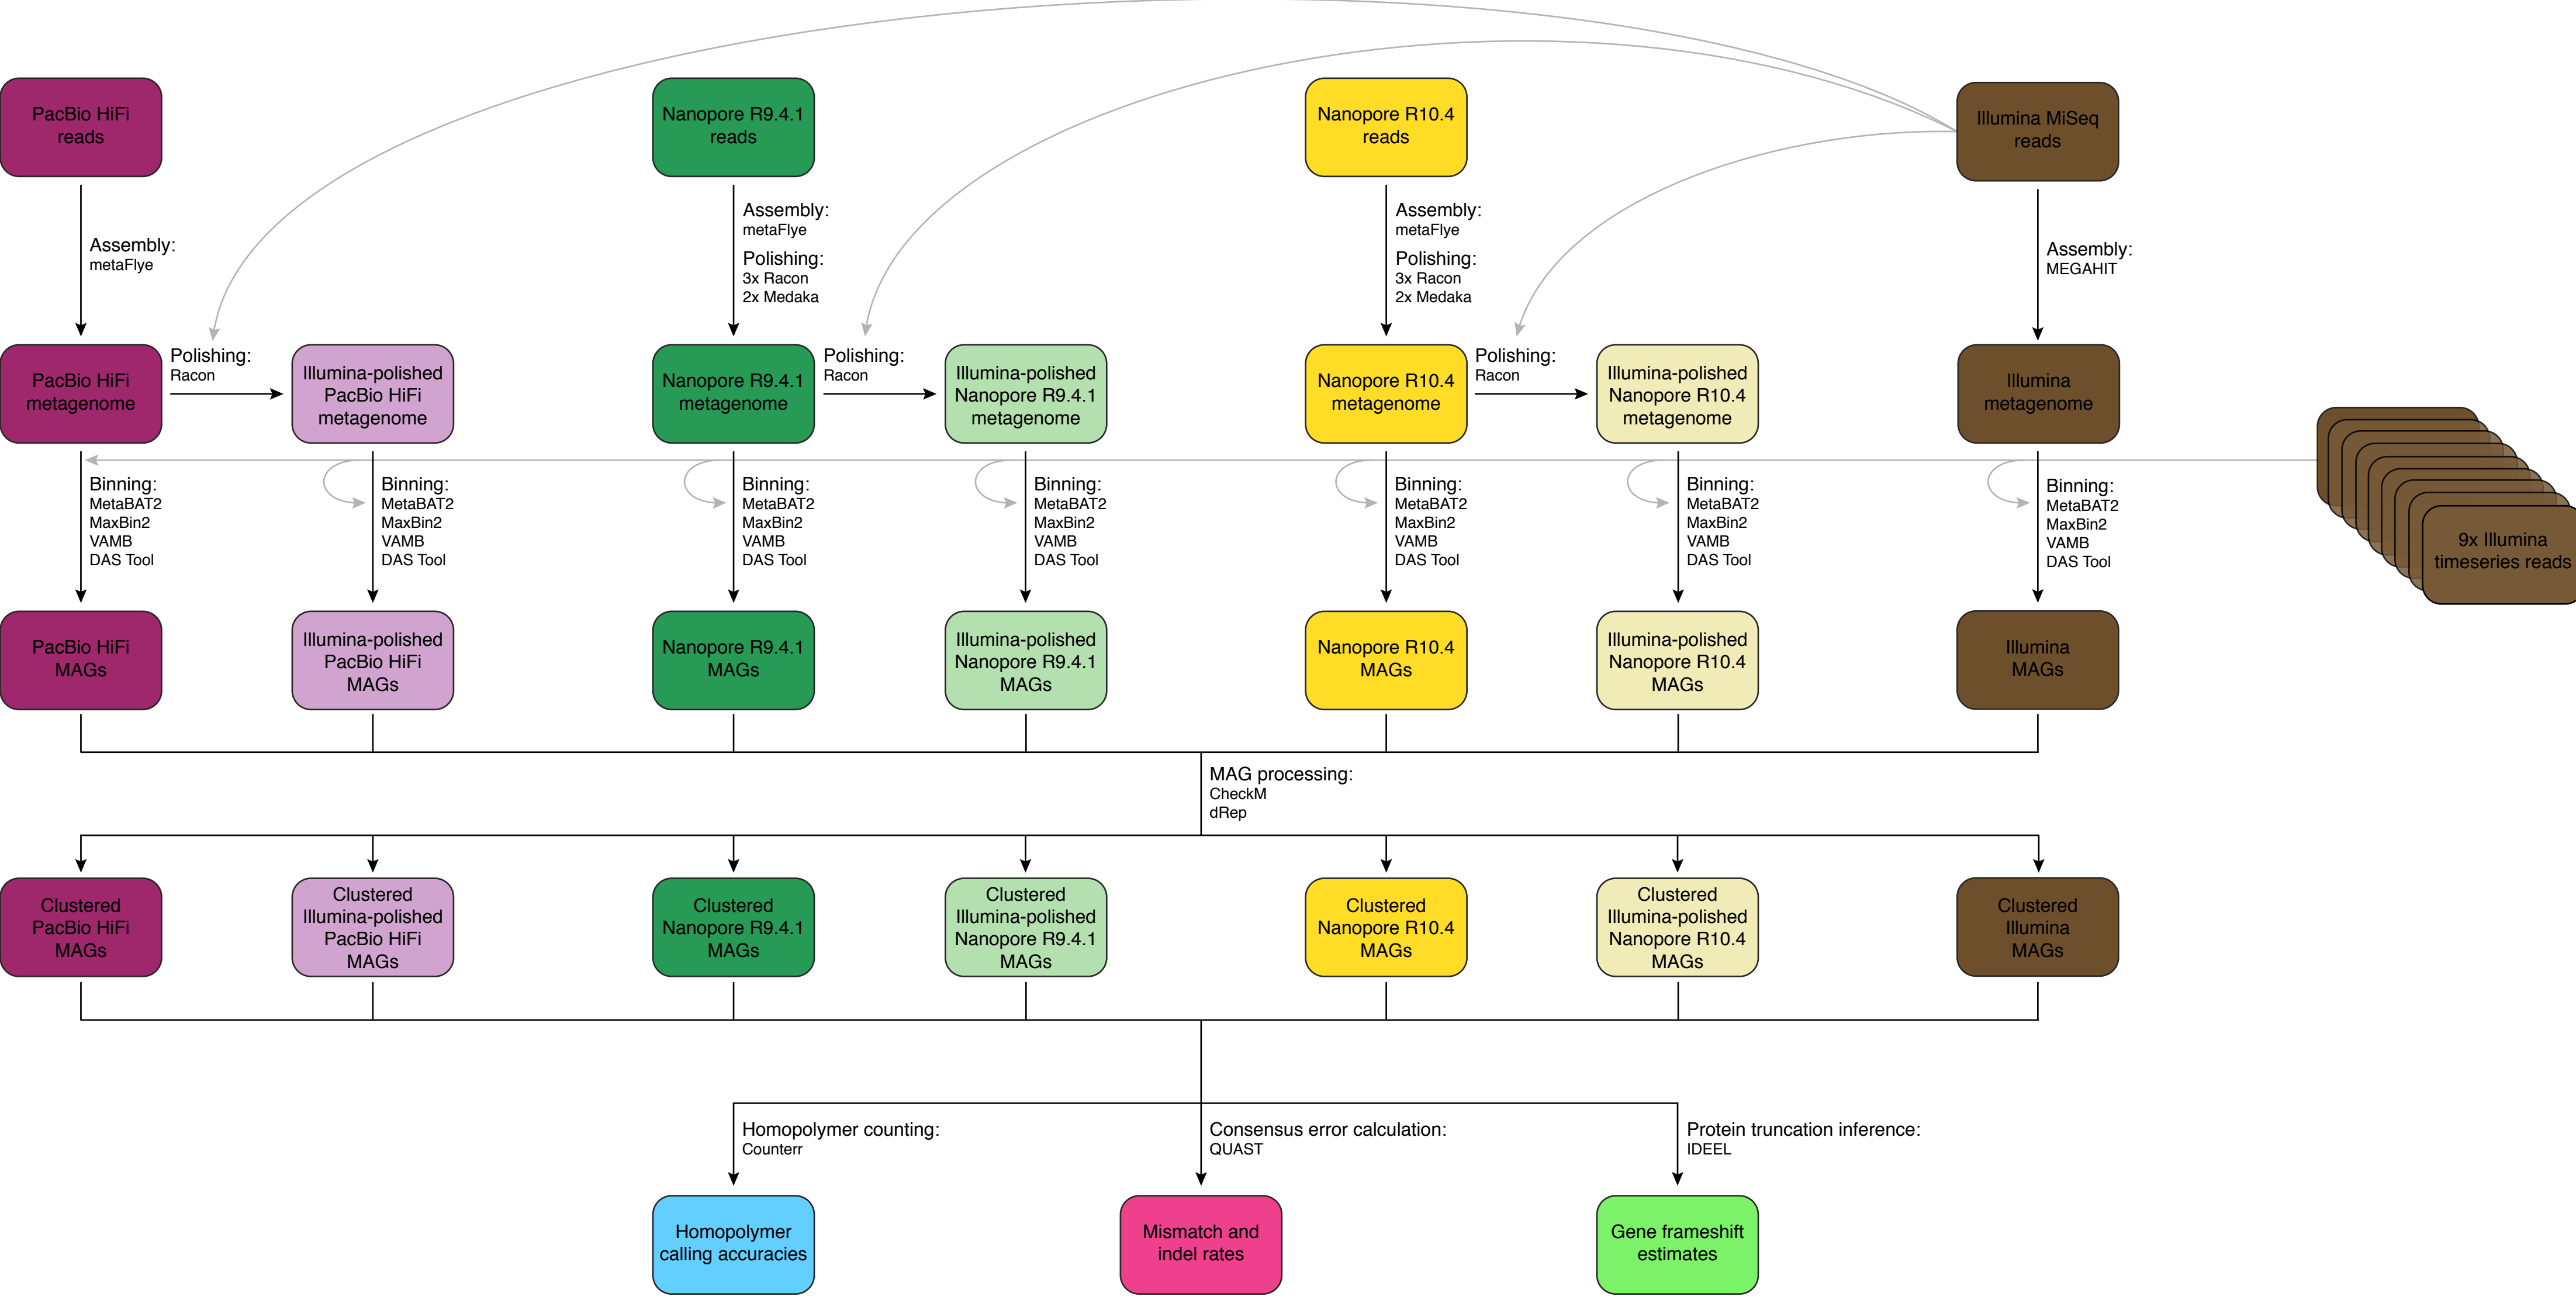 PacBio HiFi
reads
Nanopore R9.4.1
reads
Nanopore R10.4
reads
Illumina MiSeq
reads
Assembly:
metaFlye
Assembly:
metaFlye
Polishing:
3x Racon
2x Medaka
Assembly:
metaFlye
Polishing:
3x Racon
2x Medaka
Assembly:
MEGAHIT
PacBio HiFi
metagenome
Polishing:
Racon
Illumina-polished
PacBio HiFi
metagenome
Nanopore R9.4.1
metagenome
Polishing:
Racon
Illumina-polished
Nanopore R9.4.1
metagenome
Nanopore R10.4
metagenome
Polishing:
Racon
Illumina-polished
Nanopore R10.4
metagenome
Illumina
metagenome
9x Illumina
timeseries reads
Binning:
MetaBAT2
MaxBin2
VAMB
DAS Tool
Binning:
MetaBAT2
MaxBin2
VAMB
DAS Tool
Binning:
MetaBAT2
MaxBin2
VAMB
DAS Tool
Binning:
MetaBAT2
MaxBin2
VAMB
DAS Tool
Binning:
MetaBAT2
MaxBin2
VAMB
DAS Tool
Binning:
MetaBAT2
MaxBin2
VAMB
DAS Tool
Binning:
MetaBAT2
MaxBin2
VAMB
DAS Tool
PacBio HiFi
MAGs
Illumina-polished
PacBio HiFi
MAGs
Nanopore R9.4.1
MAGs
Illumina-polished
Nanopore R9.4.1
MAGs
Nanopore R10.4
MAGs
Illumina-polished
Nanopore R10.4
MAGs
Illumina
MAGs
MAG processing:
CheckM
dRep
Clustered
PacBio HiFi
MAGs
Clustered
Illumina-polished
PacBio HiFi
MAGs
Clustered
Nanopore R9.4.1
MAGs
Clustered
Illumina-polished
Nanopore R9.4.1
MAGs
Clustered
Nanopore R10.4
MAGs
Clustered
Illumina-polished
Nanopore R10.4
MAGs
Clustered
Illumina
MAGs
Homopolymer counting:
Counterr
Consensus error calculation:
QUAST
Protein truncation inference:
IDEEL
Homopolymer
calling accuracies
Mismatch and
indel rates
Gene frameshift
estimates